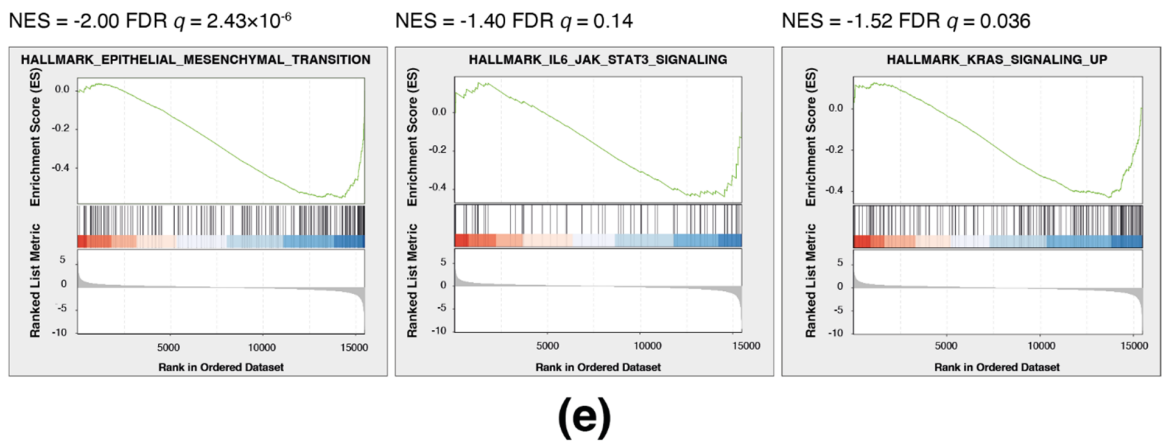 NES = -2.00 FDR q = 2.43×10⁻⁶
HALLMARK_EPITHELIAL_MESENCHYMAL_TRANSITION
Enrichment Score (ES)
0.0
-0.2
-0.4
Ranked List Metric
5
0
-5
-10
5000 10000 15000
Rank in Ordered Dataset
NES = -1.40 FDR q = 0.14
HALLMARK_IL6_JAK_STAT3_SIGNALING
Enrichment Score (ES)
0.0
-0.2
-0.4
Ranked List Metric
5
0
-5
-10
5000 10000 15000
Rank in Ordered Dataset
NES = -1.52 FDR q = 0.036
HALLMARK_KRAS_SIGNALING_UP
Enrichment Score (ES)
0.0
-0.2
-0.4
Ranked List Metric
5
0
-5
-10
5000 10000 15000
Rank in Ordered Dataset
(e)